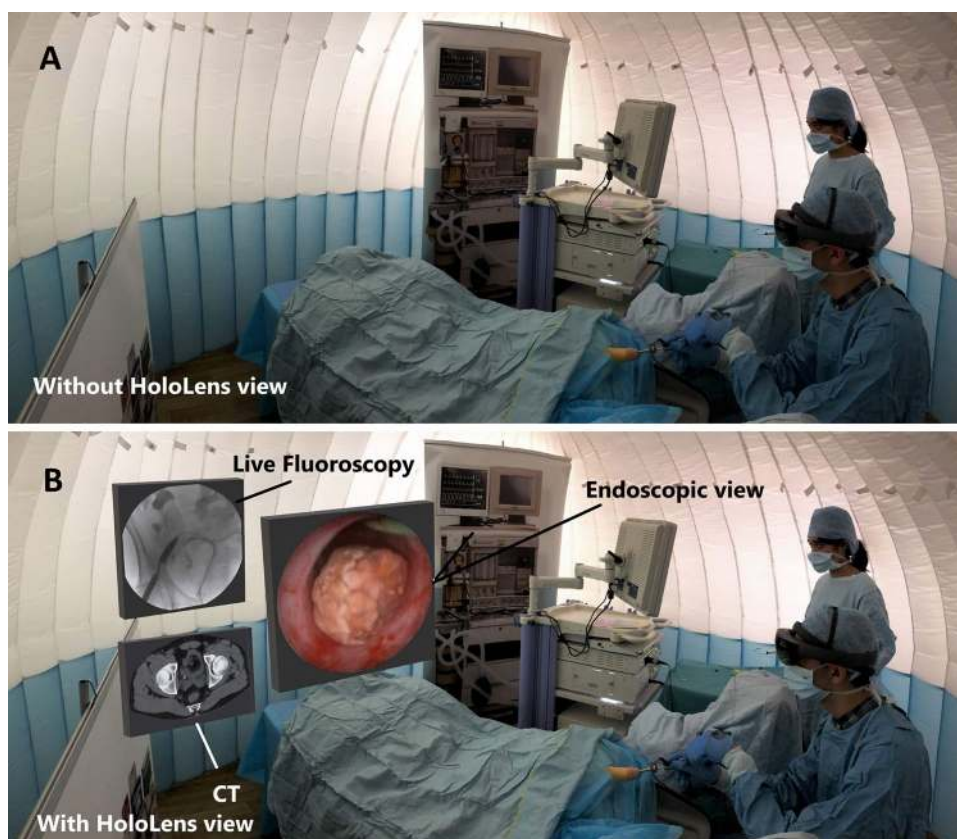 A
Without HoloLens view
B
Live Fluoroscopy
Endoscopic view
CT
With HoloLens view